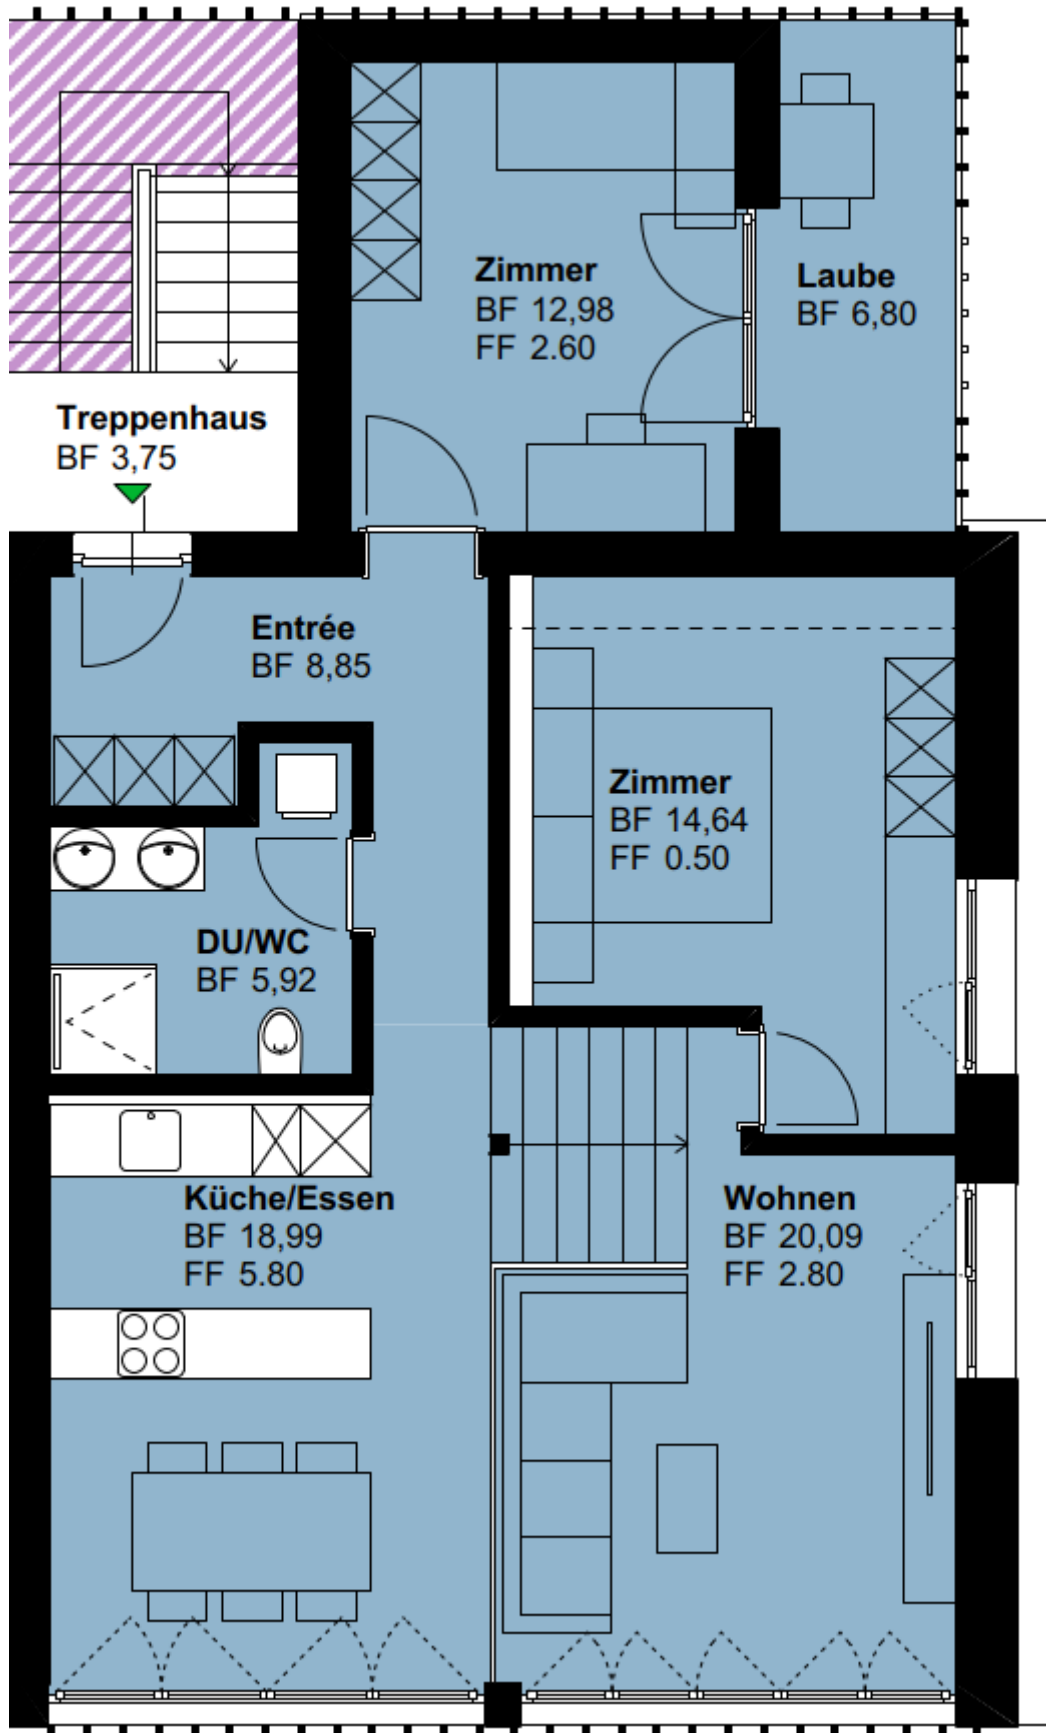 Zimmer
BF 12,98
FF 2.60
Laube
BF 6,80
Treppenhaus
BF 3,75
Entrée
BF 8,85
Zimmer
BF 14,64
FF 0.50
DU/WC
BF 5,92
Küche/Essen
BF 18,99
FF 5.80
Wohnen
BF 20,09
FF 2.80